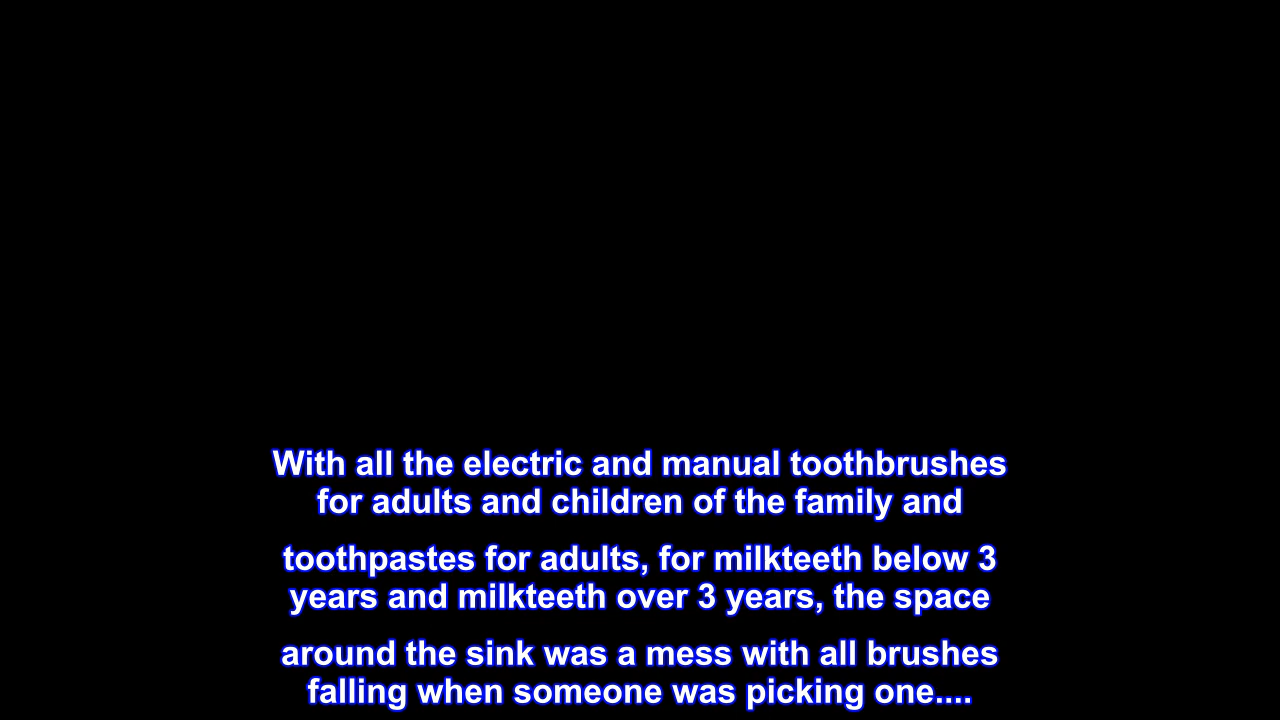 With all the electric and manual toothbrushes
for adults and children of the family and
toothpastes for adults, for milkteeth below 3
years and milkteeth over 3 years, the space
around the sink was a mess with all brushes
falling when someone was picking one....